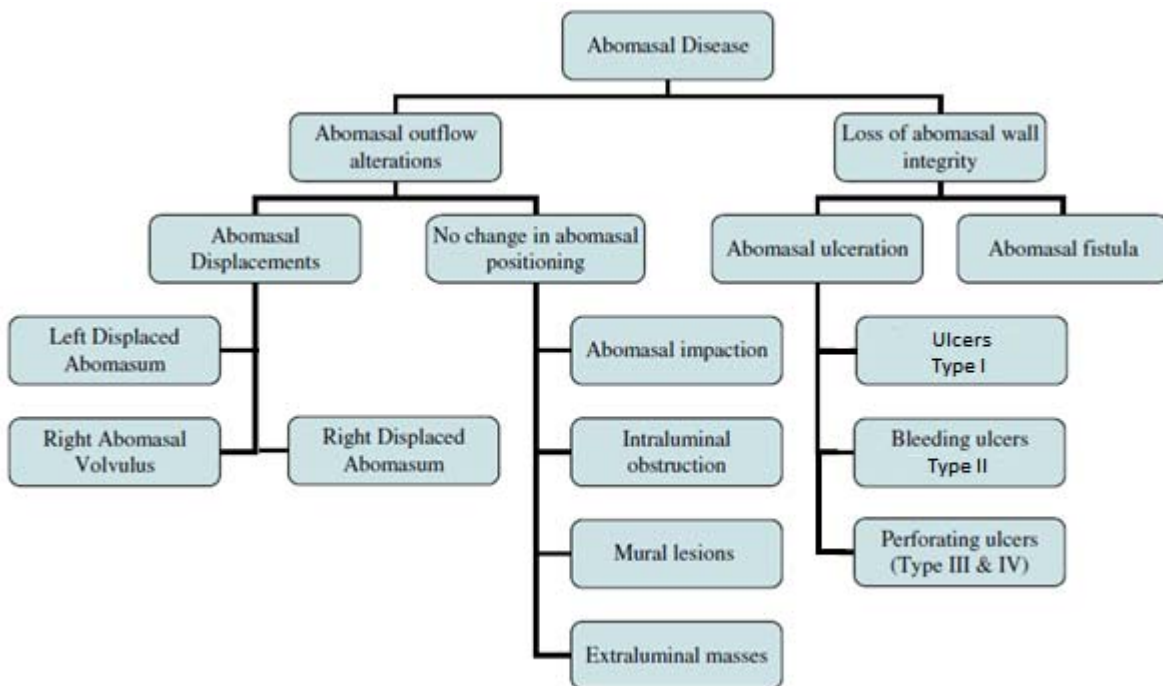 Abomasal Disease
Abomasal outflow
alterations
Loss of abomasal wall
integrity
Abomasal
Displacements
No change in abomasal
positioning
Abomasal ulceration
Abomasal fistula
Left Displaced
Abomasum
Abomasal impaction
Ulcers
Type I
Right Abomasal
Volvulus
Right Displaced
Abomasum
Intraluminal
obstruction
Bleeding ulcers
Type II
Mural lesions
Perforating ulcers
(Type III & IV)
Extraluminal masses